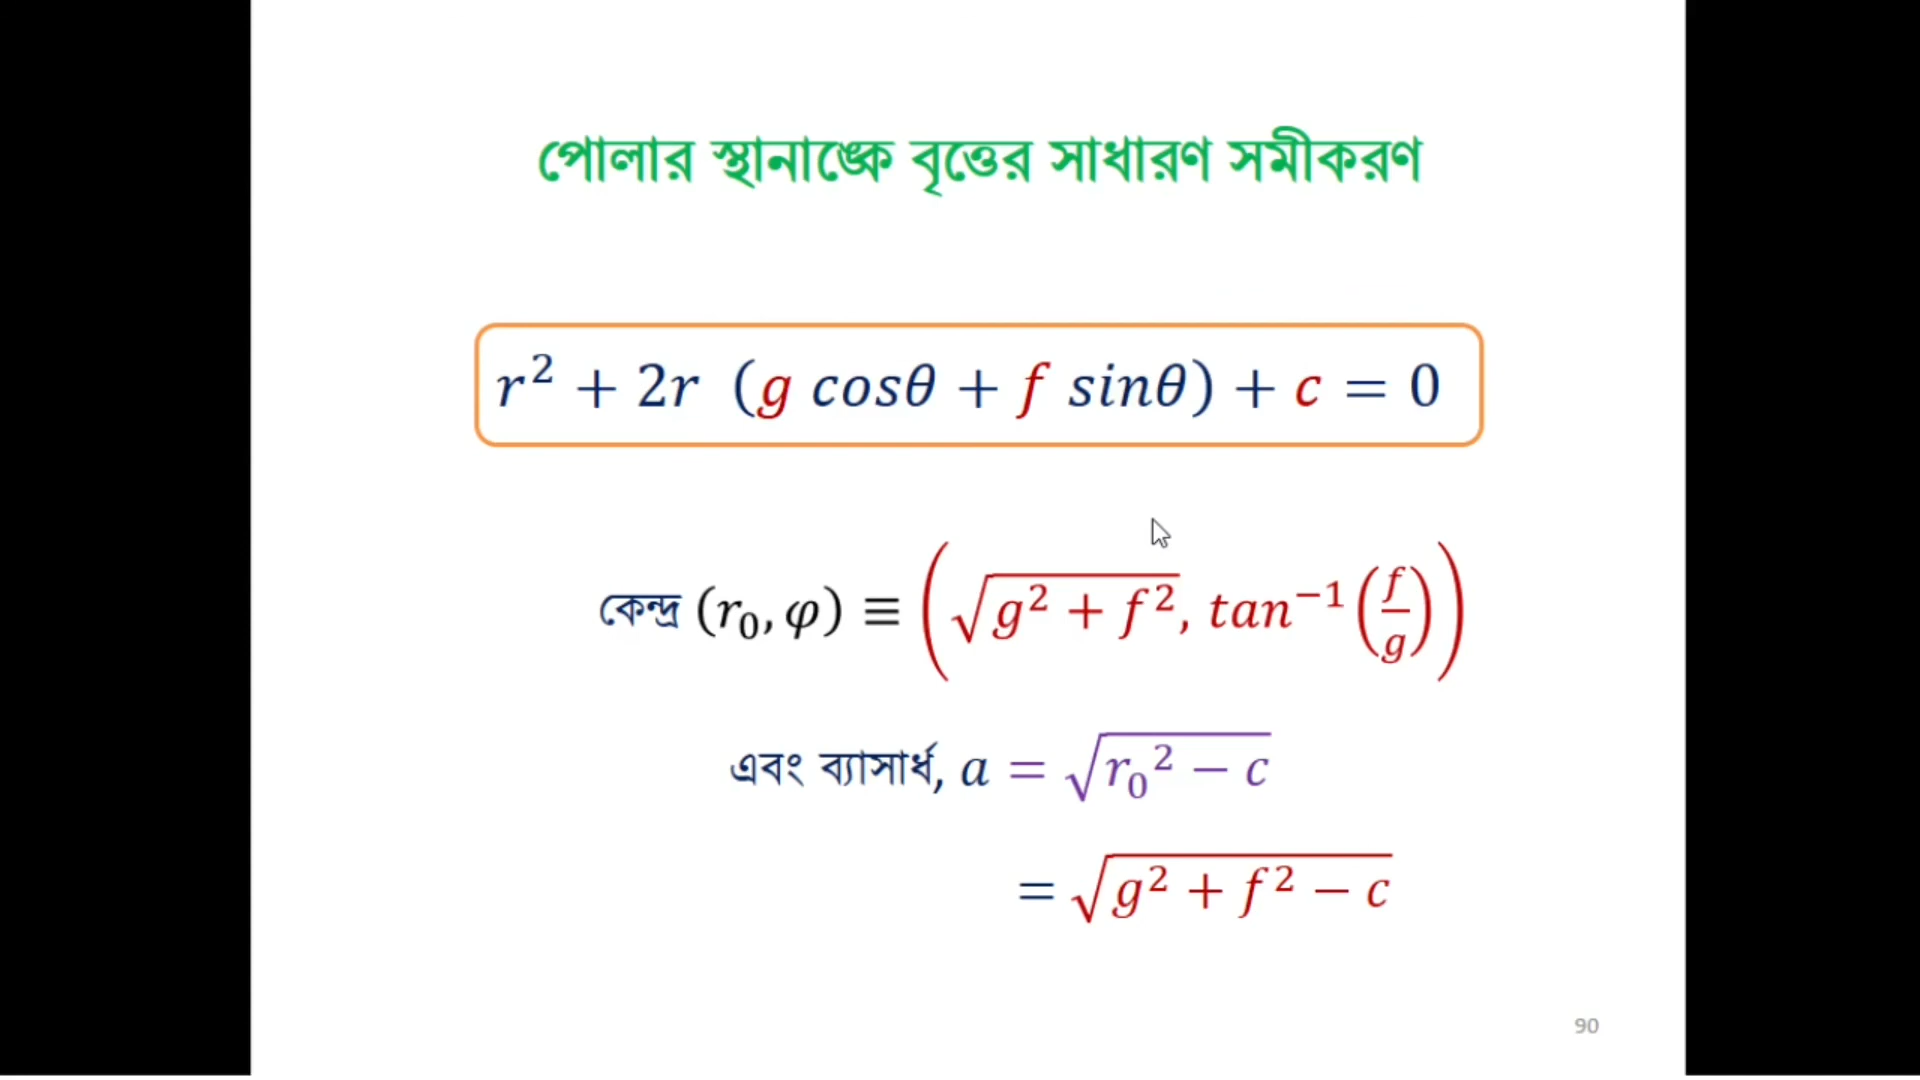 পোলার স্থানাঙ্কে বৃত্তের সাধারণ সমীকরণ
r² + 2r (g cosθ + f sinθ) + c = 0
কেন্দ্র (r₀, φ) ≡ (√(g² + f²), tan⁻¹(f/g))
এবং ব্যাসার্ধ, a = √(r₀² − c)
= √(g² + f² − c)
90